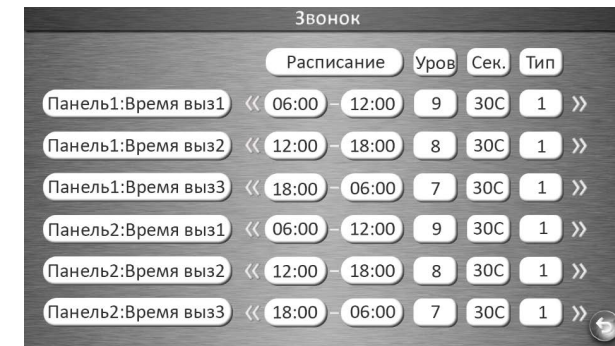 Звонок
Расписание Уров Сек. Тип
Панель1:Время выз1 « 06:00 – 12:00 9 30С 1 »
Панель1:Время выз2 « 12:00 – 18:00 8 30С 1 »
Панель1:Время выз3 « 18:00 – 06:00 7 30С 1 »
Панель2:Время выз1 « 06:00 – 12:00 9 30С 1 »
Панель2:Время выз2 « 12:00 – 18:00 8 30С 1 »
Панель2:Время выз3 « 18:00 – 06:00 7 30С 1 »